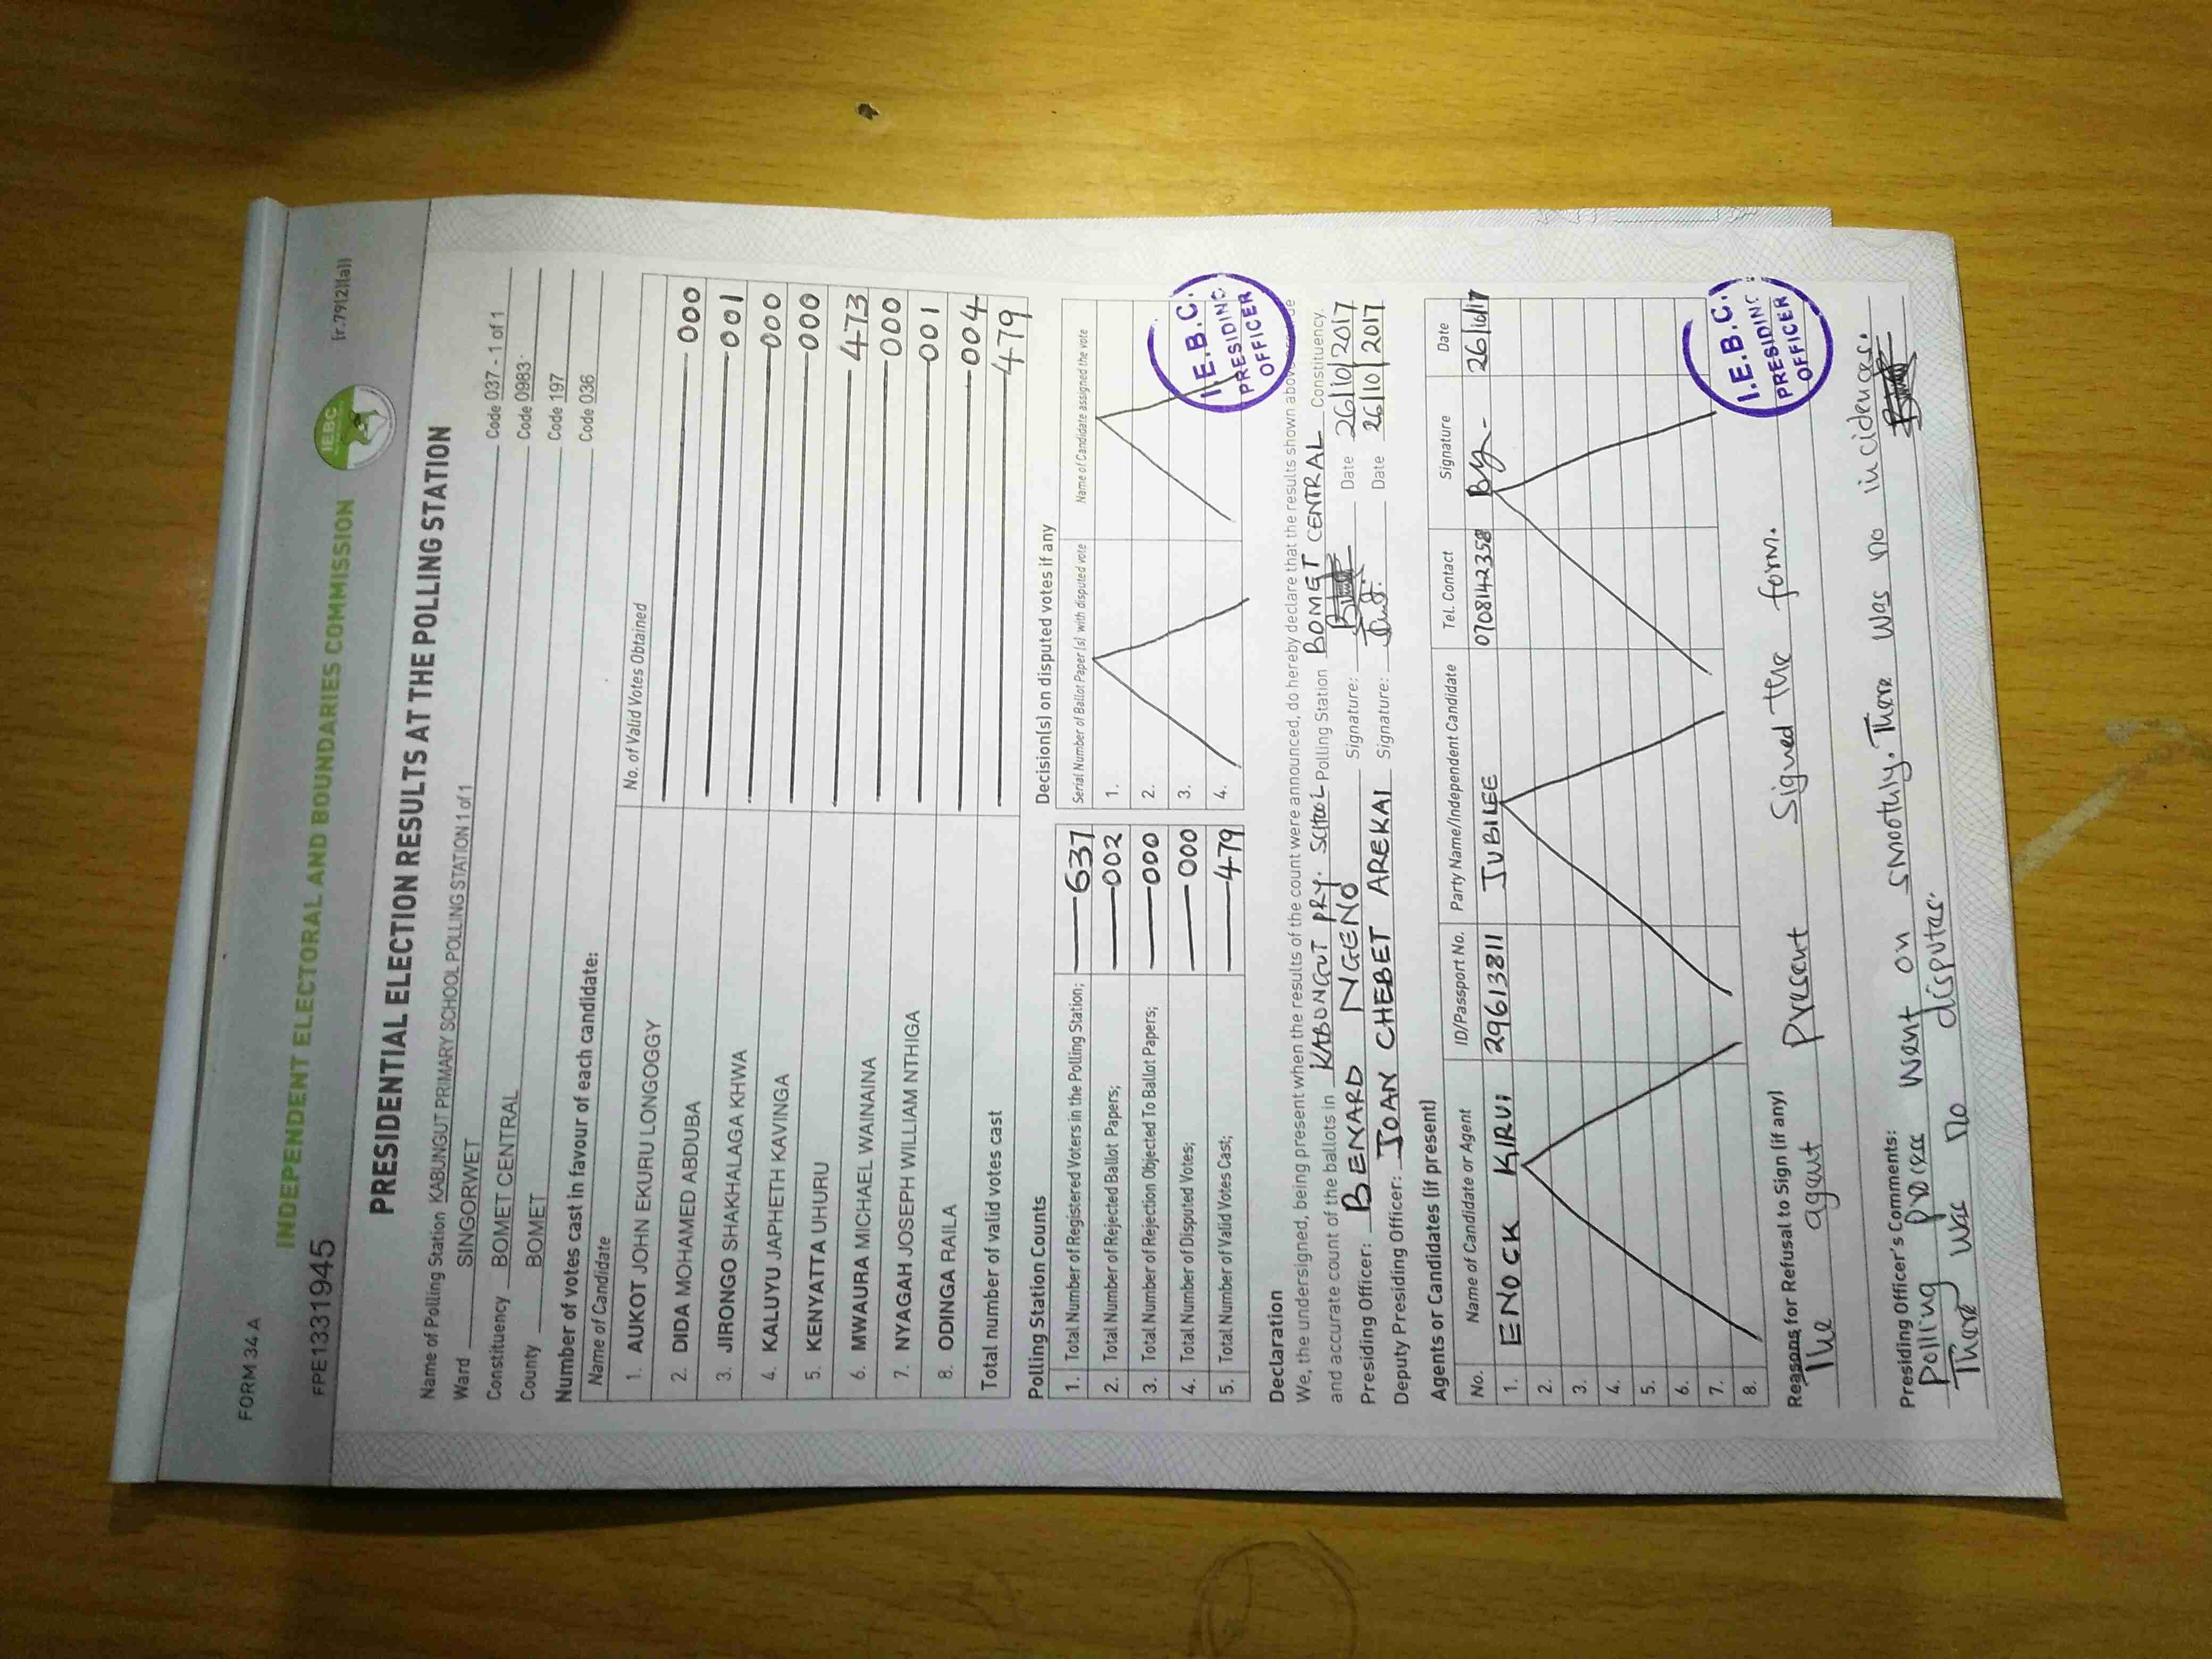 FORM 34 A
INDEPENDENT ELECTORAL AND BOUNDARIES COMMISSION
IEBC
[r.79(2)(a)]
FPE1331945
PRESIDENTIAL ELECTION RESULTS AT THE POLLING STATION
Name of Polling Station KABUNGUT PRIMARY SCHOOL POLLING STATION 1 of 1 Code 037 - 1 of 1
Ward SINGORWET Code 0983
Constituency BOMET CENTRAL Code 197
County BOMET Code 036
Number of votes cast in favour of each candidate:
Name of Candidate No. of Valid Votes Obtained
1. AUKOT JOHN EKURU LONGOGGY 000
2. DIDA MOHAMED ABDUBA 001
3. JIRONGO SHAKHALAGA KHWA 000
4. KALUYU JAPHETH KAVINGA 000
5. KENYATTA UHURU 473
6. MWAURA MICHAEL WAINAINA 000
7. NYAGAH JOSEPH WILLIAM NTHIGA 001
8. ODINGA RAILA 004
Total number of valid votes cast 479
Polling Station Counts
1. Total Number of Registered Voters in the Polling Station; 637
2. Total Number of Rejected Ballot Papers; 002
3. Total Number of Rejection Objected To Ballot Papers; 000
4. Total Number of Disputed Votes; 000
5. Total Number of Valid Votes Cast; 479
Decision(s) on disputed votes if any
Serial Number of Ballot Paper(s) with disputed vote Name of Candidate assigned the vote
1.
2.
3.
4.
I.E.B.C.
PRESIDING
OFFICER
Declaration
We, the undersigned, being present when the results of the count were announced, do hereby declare that the results shown above
and accurate count of the ballots in KABUNGUT PRY. SCHOOL Polling Station BOMET CENTRAL Constituency.
Presiding Officer: BENARD NGENO Signature: Date 26/10/2017
Deputy Presiding Officer: JOAN CHEBET AREKAI Signature: Date 26/10/2017
Agents or Candidates (if present)
No. Name of Candidate or Agent ID/Passport No. Party Name/Independent Candidate Tel. Contact Signature Date
1. ENOCK KIRUI 29613811 JUBILEE 0708142358 26/10/17
2.
3.
4.
5.
6.
7.
8.
I.E.B.C.
PRESIDING
OFFICER
Reasons for Refusal to Sign (if any)
The agent Present Signed The form.
Presiding Officer's Comments:
Polling went on smootuly. There was no incidences.
There was no disputas.